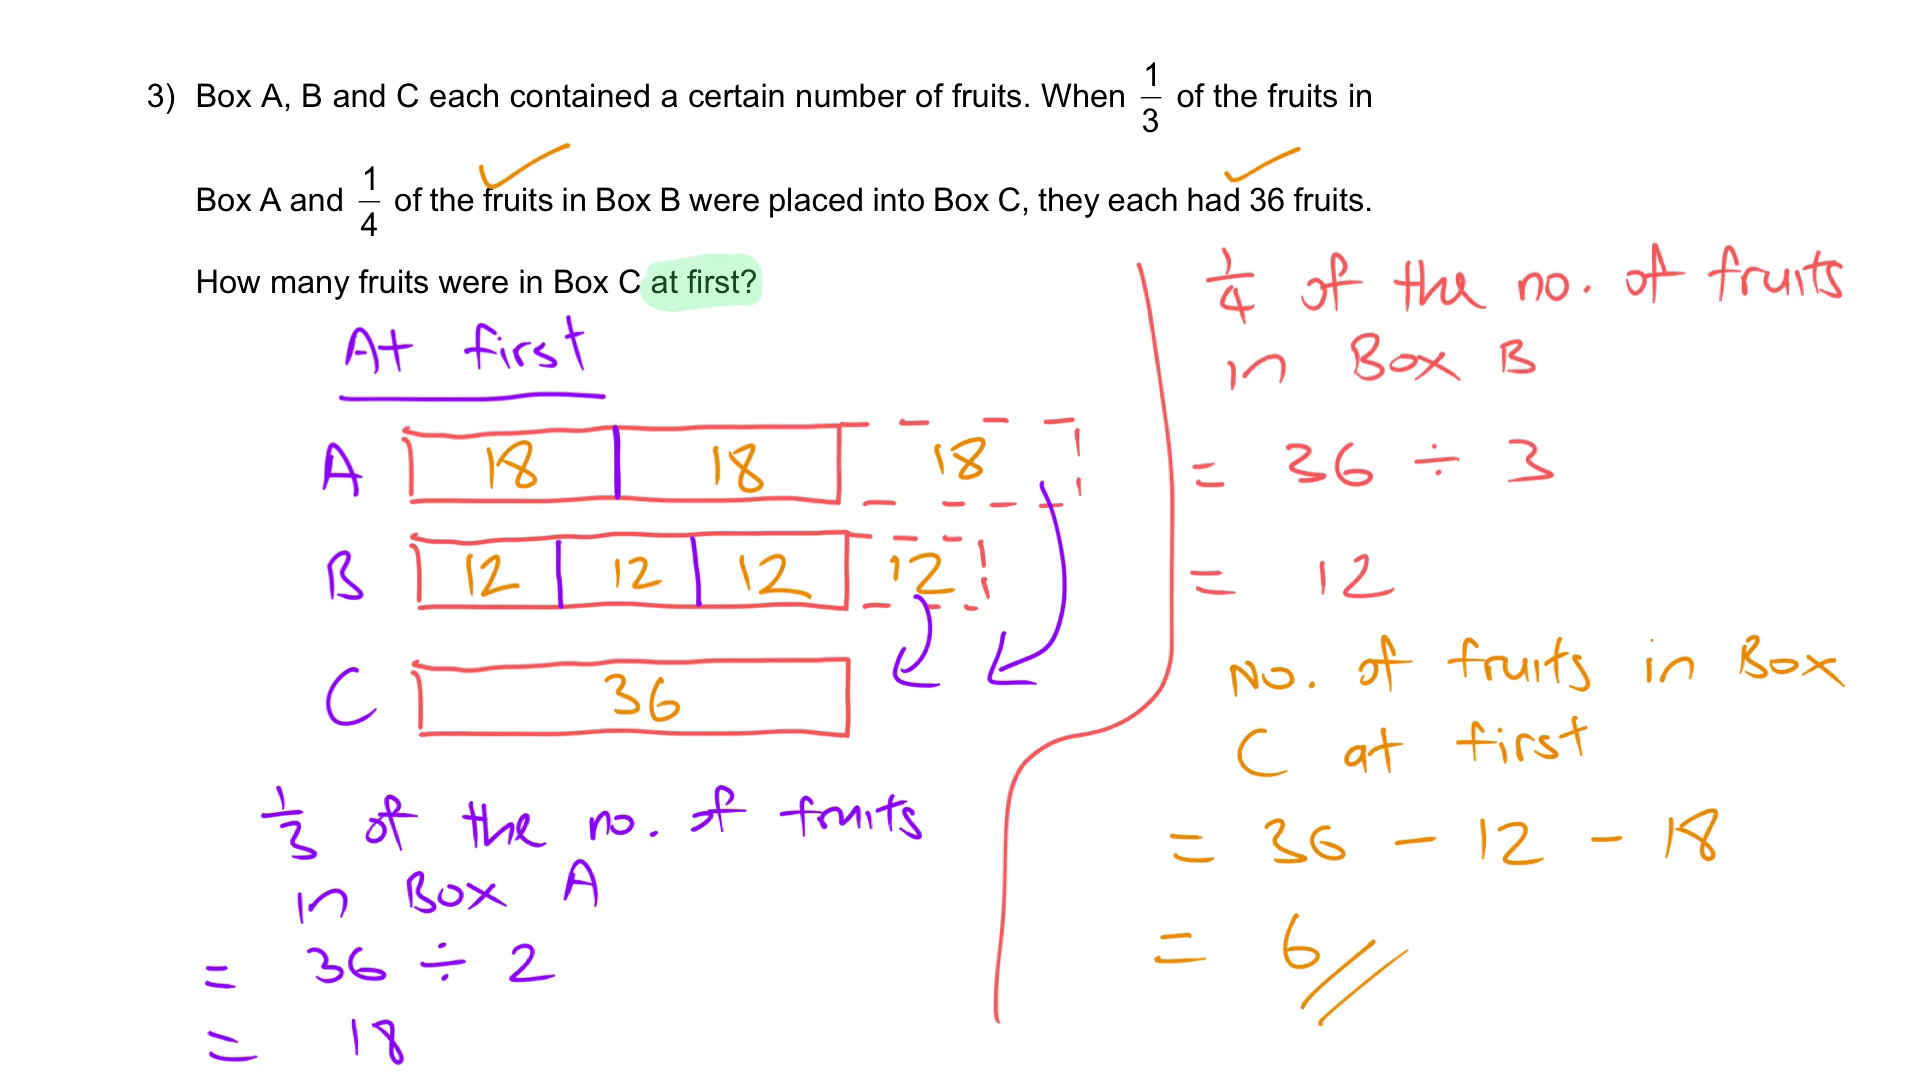 3) Box A, B and C each contained a certain number of fruits. When 1/3 of the fruits in
Box A and 1/4 of the fruits in Box B were placed into Box C, they each had 36 fruits.
How many fruits were in Box C at first?
At first
A 18 18 18
B 12 12 12 12
C 36
1/3 of the no. of fruits
in Box A
= 36 ÷ 2
= 18
1/4 of the no. of fruits
in Box B
= 36 ÷ 3
= 12
No. of fruits in Box
C at first
= 36 - 12 - 18
= 6